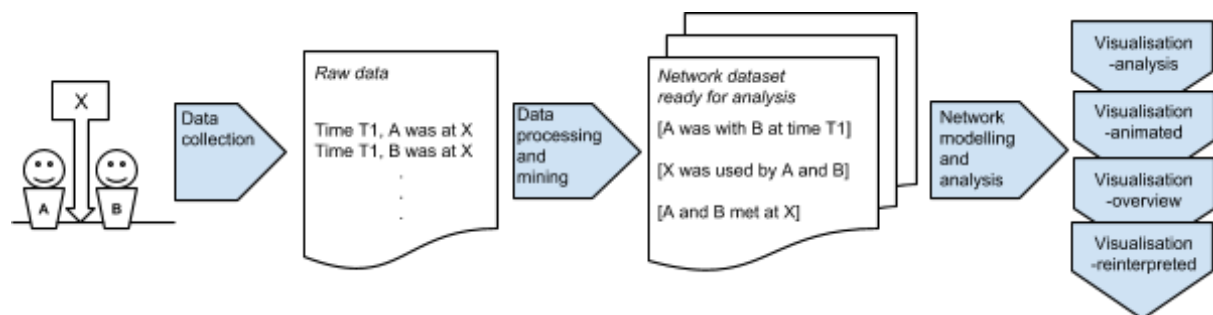 X
A
B
Data
collection
Raw data
Time T1, A was at X
Time T1, B was at X
.
.
.
Data
processing
and
mining
Network dataset
ready for analysis
[A was with B at time T1]
[X was used by A and B]
[A and B met at X]
Network
modelling
and
analysis
Visualisation
-analysis
Visualisation
-animated
Visualisation
-overview
Visualisation
-reinterpreted